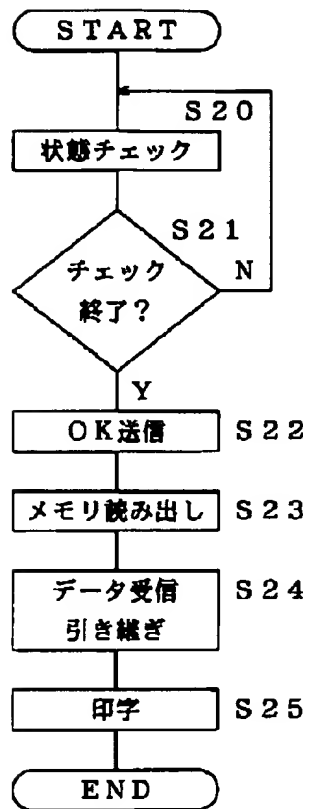 START
S20
状態チェック
S21
チェック
終了?
N
Y
OK送信 S22
メモリ読み出し S23
データ受信 S24
引き継ぎ
印字 S25
END